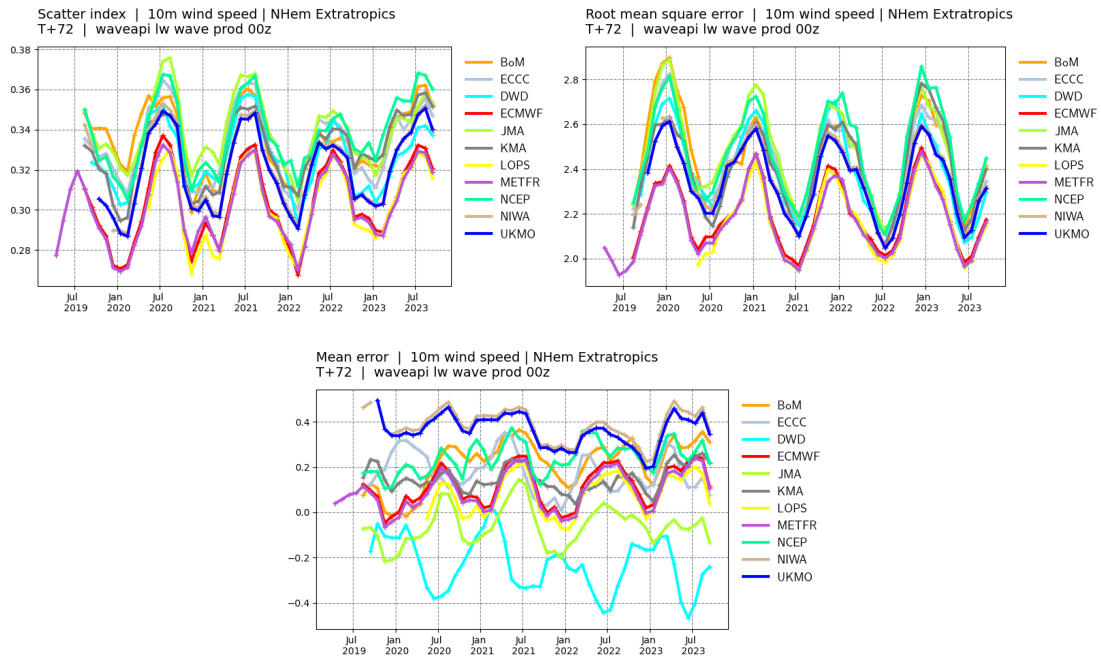 Scatter index | 10m wind speed | NHem Extratropics
T+72 | waveapi lw wave prod 00z
0.38
0.36
0.34
0.32
0.30
0.28
Jul
2019
Jan
2020
Jul
2020
Jan
2021
Jul
2021
Jan
2022
Jul
2022
Jan
2023
Jul
2023
BoM
ECCC
DWD
ECMWF
JMA
KMA
LOPS
METFR
NCEP
NIWA
UKMO
Root mean square error | 10m wind speed | NHem Extratropics
T+72 | waveapi lw wave prod 00z
2.8
2.6
2.4
2.2
2.0
Jul
2019
Jan
2020
Jul
2020
Jan
2021
Jul
2021
Jan
2022
Jul
2022
Jan
2023
Jul
2023
BoM
ECCC
DWD
ECMWF
JMA
KMA
LOPS
METFR
NCEP
NIWA
UKMO
Mean error | 10m wind speed | NHem Extratropics
T+72 | waveapi lw wave prod 00z
0.4
0.2
0.0
−0.2
−0.4
Jul
2019
Jan
2020
Jul
2020
Jan
2021
Jul
2021
Jan
2022
Jul
2022
Jan
2023
Jul
2023
BoM
ECCC
DWD
ECMWF
JMA
KMA
LOPS
METFR
NCEP
NIWA
UKMO